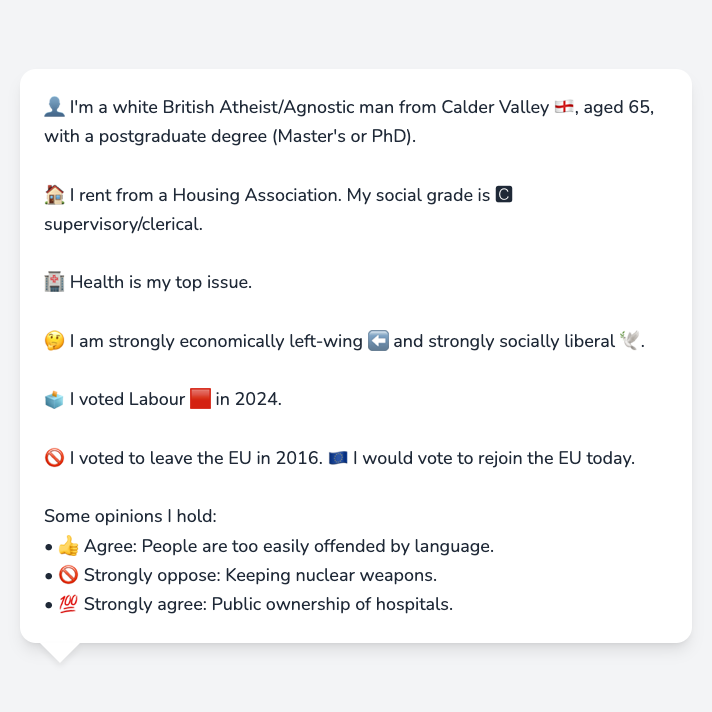 👤 I'm a white British Atheist/Agnostic man from Calder Valley 🏴󠁧󠁢󠁥󠁮󠁧󠁿, aged 65,
with a postgraduate degree (Master's or PhD).
🏠 I rent from a Housing Association. My social grade is 🅲
supervisory/clerical.
🏥 Health is my top issue.
🤔 I am strongly economically left-wing ⬅️ and strongly socially liberal 🕊️.
🗳️ I voted Labour 🟥 in 2024.
🚫 I voted to leave the EU in 2016. 🇪🇺 I would vote to rejoin the EU today.
Some opinions I hold:
• 👍 Agree: People are too easily offended by language.
• 🚫 Strongly oppose: Keeping nuclear weapons.
• 💯 Strongly agree: Public ownership of hospitals.